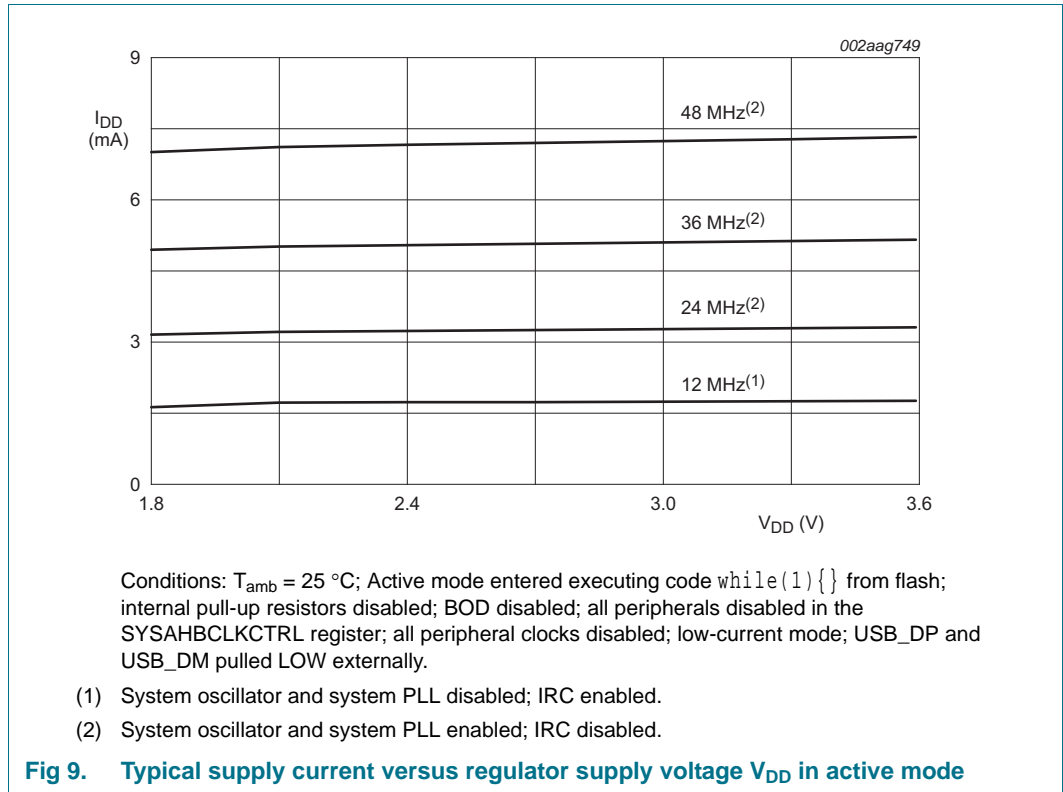 002aag749
9
I_DD
(mA)
48 MHz(2)
6
36 MHz(2)
24 MHz(2)
3
12 MHz(1)
0
1.8 2.4 3.0 3.6
V_DD (V)
Conditions: T_amb = 25 °C; Active mode entered executing code while(1){} from flash;
internal pull-up resistors disabled; BOD disabled; all peripherals disabled in the
SYSAHBCLKCTRL register; all peripheral clocks disabled; low-current mode; USB_DP and
USB_DM pulled LOW externally.
(1) System oscillator and system PLL disabled; IRC enabled.
(2) System oscillator and system PLL enabled; IRC disabled.
Fig 9. Typical supply current versus regulator supply voltage V_DD in active mode